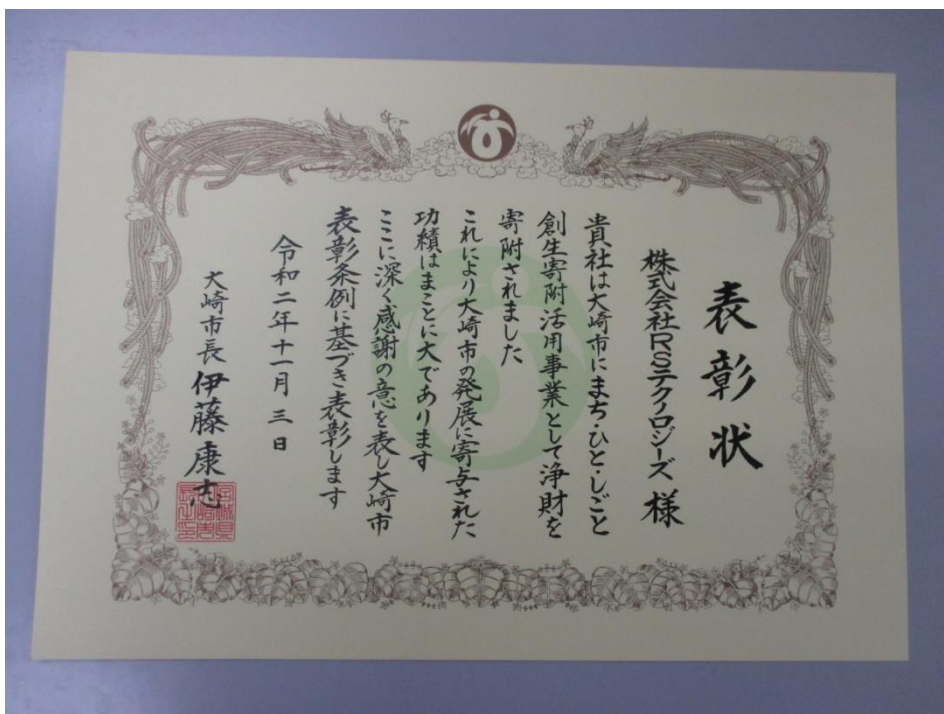 表彰状
株式会社RSテクノロジーズ 様
貴社は大崎市にまち・ひと・しごと
創生寄附活用事業として浄財を
寄附されました
これにより大崎市の発展に寄与された
功績はまことに大であります
ここに深く感謝の意を表し大崎市
表彰条例に基づき表彰します
令和二年十一月三日
大崎市長 伊藤康志